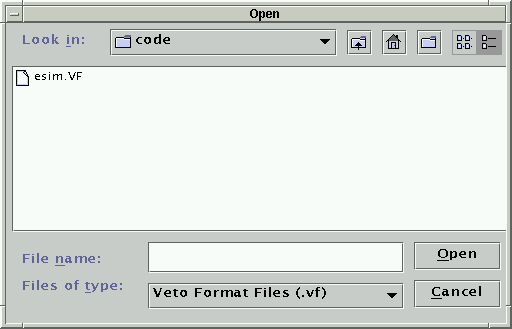 Open
Look in: code
esim.VF
File name: Open
Files of type: Veto Format Files (.vf) Cancel